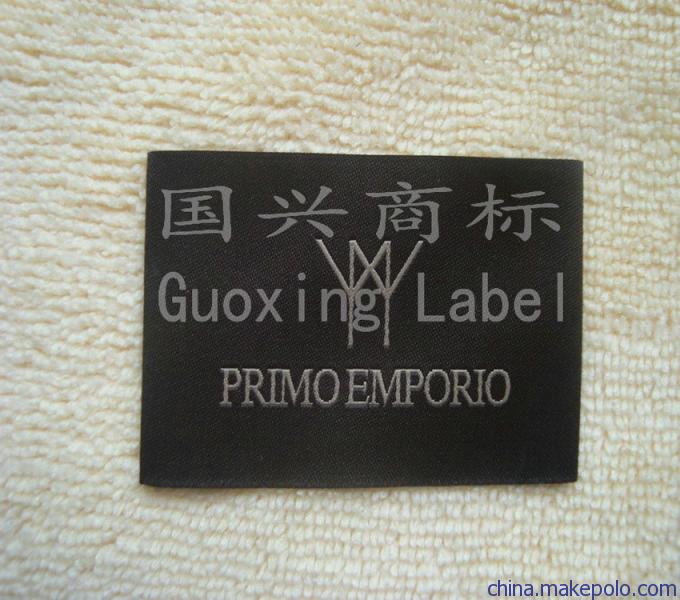 国兴商标
Guoxing Label
PRIMO EMPORIO
china.makepolo.com